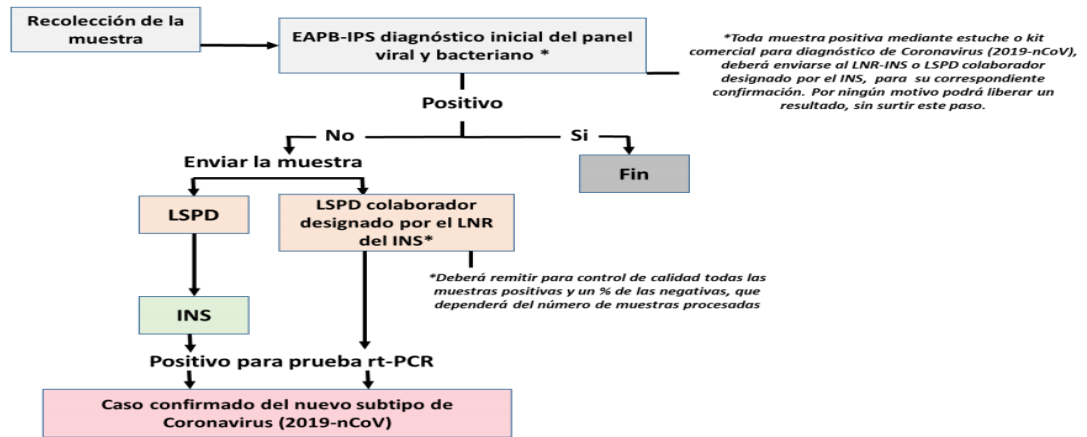 Recolección de la
muestra
EAPB-IPS diagnóstico inicial del panel
viral y bacteriano *
*Toda muestra positiva mediante estuche o kit
comercial para diagnóstico de Coronavirus (2019-nCoV),
deberá enviarse al LNR-INS o LSPD colaborador
designado por el INS, para su correspondiente
confirmación. Por ningún motivo podrá liberar un
resultado, sin surtir este paso.
Positivo
No
Si
Enviar la muestra
Fin
LSPD
LSPD colaborador
designado por el LNR
del INS*
*Deberá remitir para control de calidad todas las
muestras positivas y un % de las negativas, que
dependerá del número de muestras procesadas
INS
Positivo para prueba rt-PCR
Caso confirmado del nuevo subtipo de
Coronavirus (2019-nCoV)